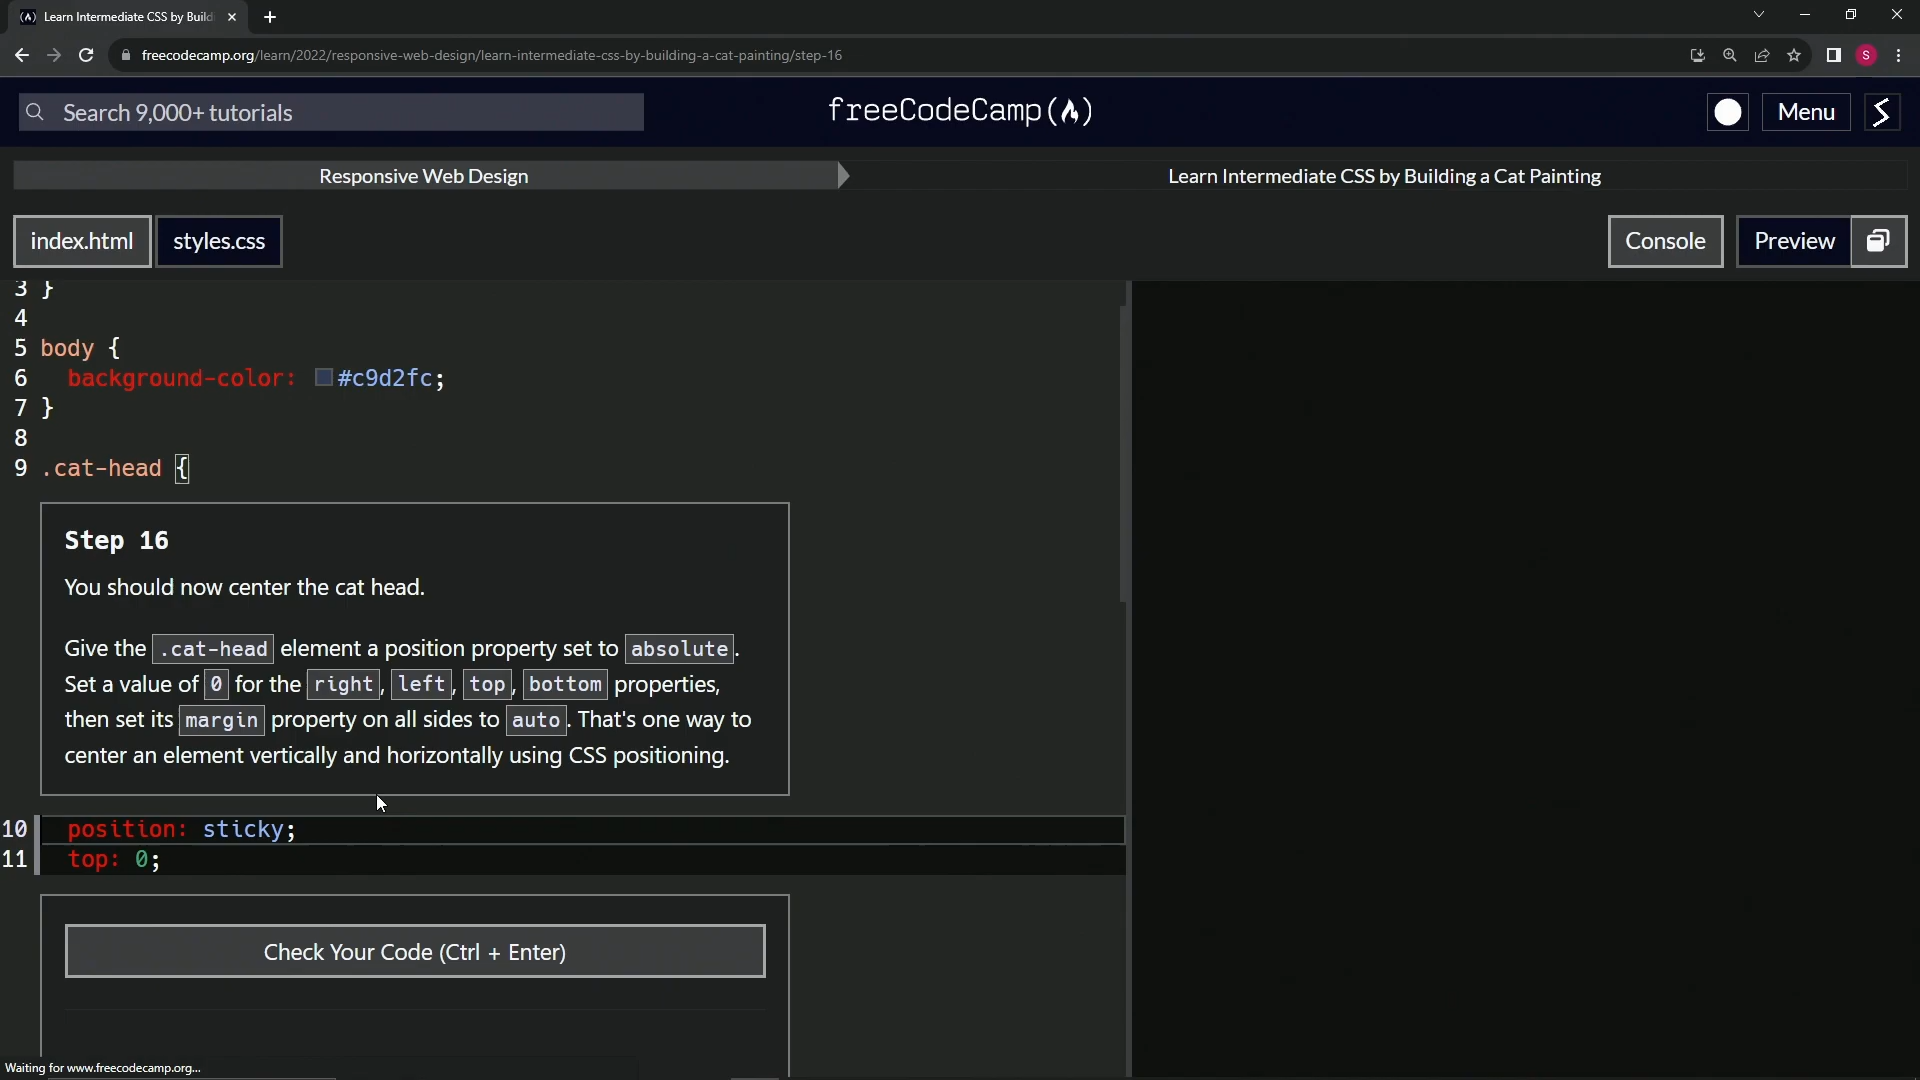 Learn Intermediate CSS by Build
freecodecamp.org/learn/2022/responsive-web-design/learn-intermediate-css-by-building-a-cat-painting/step-16
S
Search 9,000+ tutorials
freeCodeCamp
Menu
Responsive Web Design
Learn Intermediate CSS by Building a Cat Painting
index.html
styles.css
Console
Preview
3 }
4
5 body {
6 background-color: #c9d2fc;
7 }
8
9 .cat-head {
Step 16
You should now center the cat head.
Give the .cat-head element a position property set to absolute.
Set a value of 0 for the right, left, top, bottom properties,
then set its margin property on all sides to auto. That's one way to
center an element vertically and horizontally using CSS positioning.
10 position: sticky;
11 top: 0;
Check Your Code (Ctrl + Enter)
Waiting for www.freecodecamp.org...